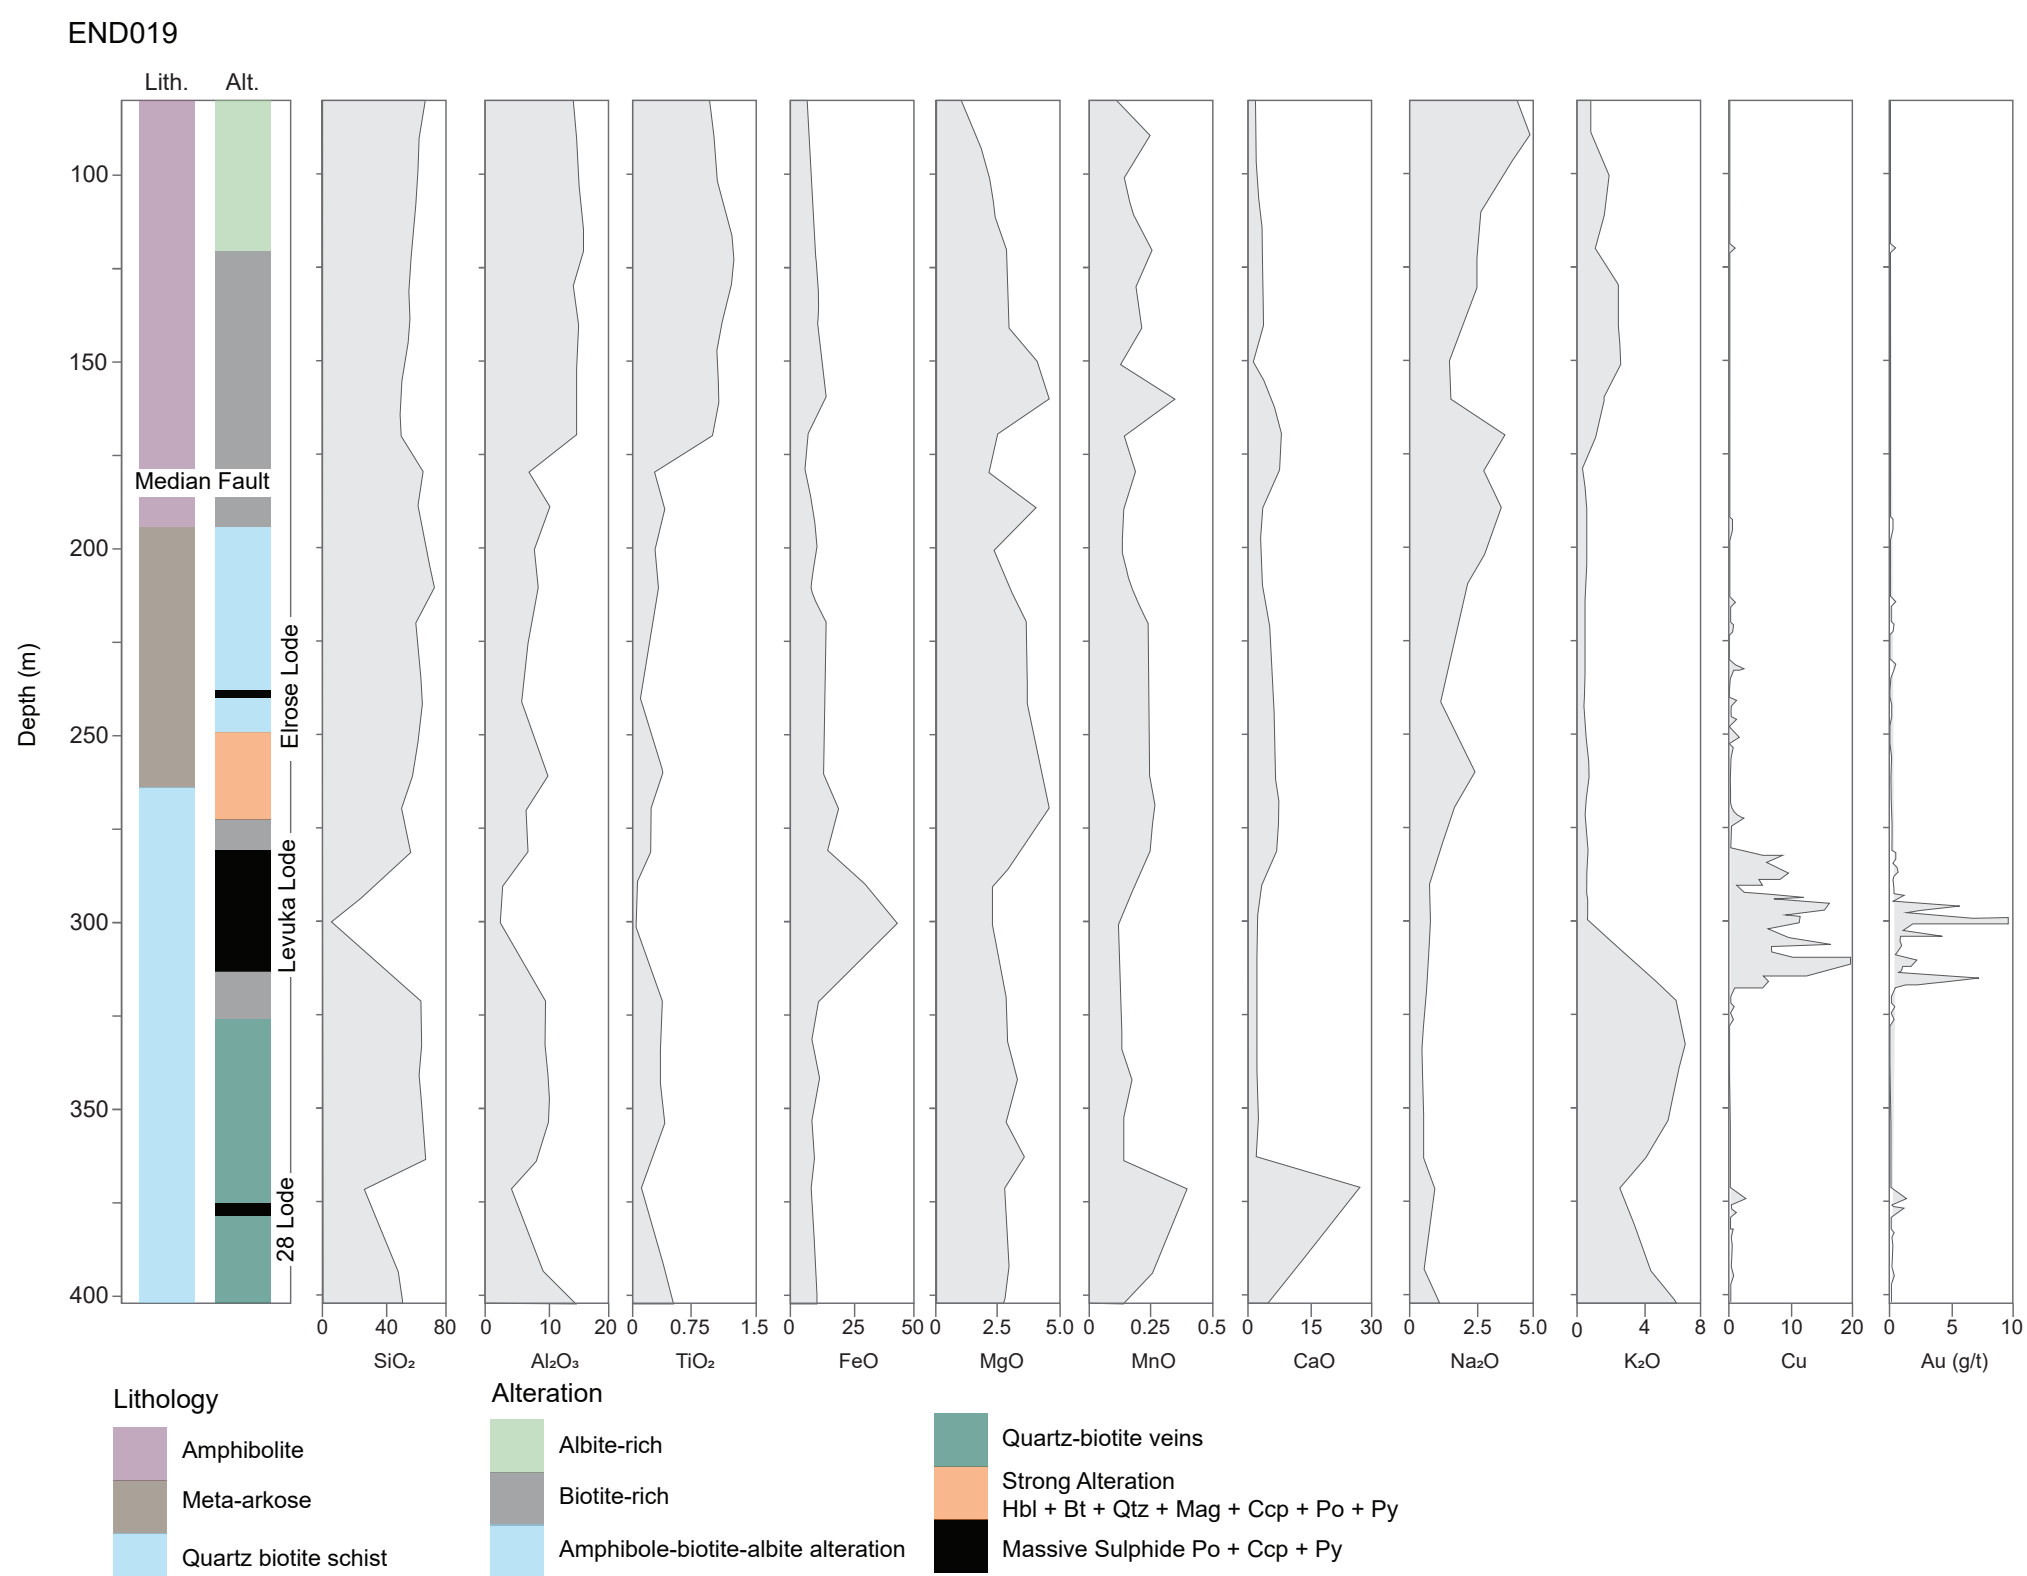 END019
Lith. Alt.
100
150
200
250
300
350
400
Depth (m)
Median Fault
Elrose Lode
Levuka Lode
28 Lode
0 40 80
0 10 20
0 0.75 1.5
0 25 50
0 2.5 5.0
0 0.25 0.5
0 15 30
0 2.5 5.0
0 4 8
0 10 20
0 5 10
SiO₂
Al₂O₃
TiO₂
FeO
MgO
MnO
CaO
Na₂O
K₂O
Cu
Au (g/t)
Lithology
Amphibolite
Meta-arkose
Quartz biotite schist
Alteration
Albite-rich
Biotite-rich
Amphibole-biotite-albite alteration
Quartz-biotite veins
Strong Alteration
Hbl + Bt + Qtz + Mag + Ccp + Po + Py
Massive Sulphide Po + Ccp + Py